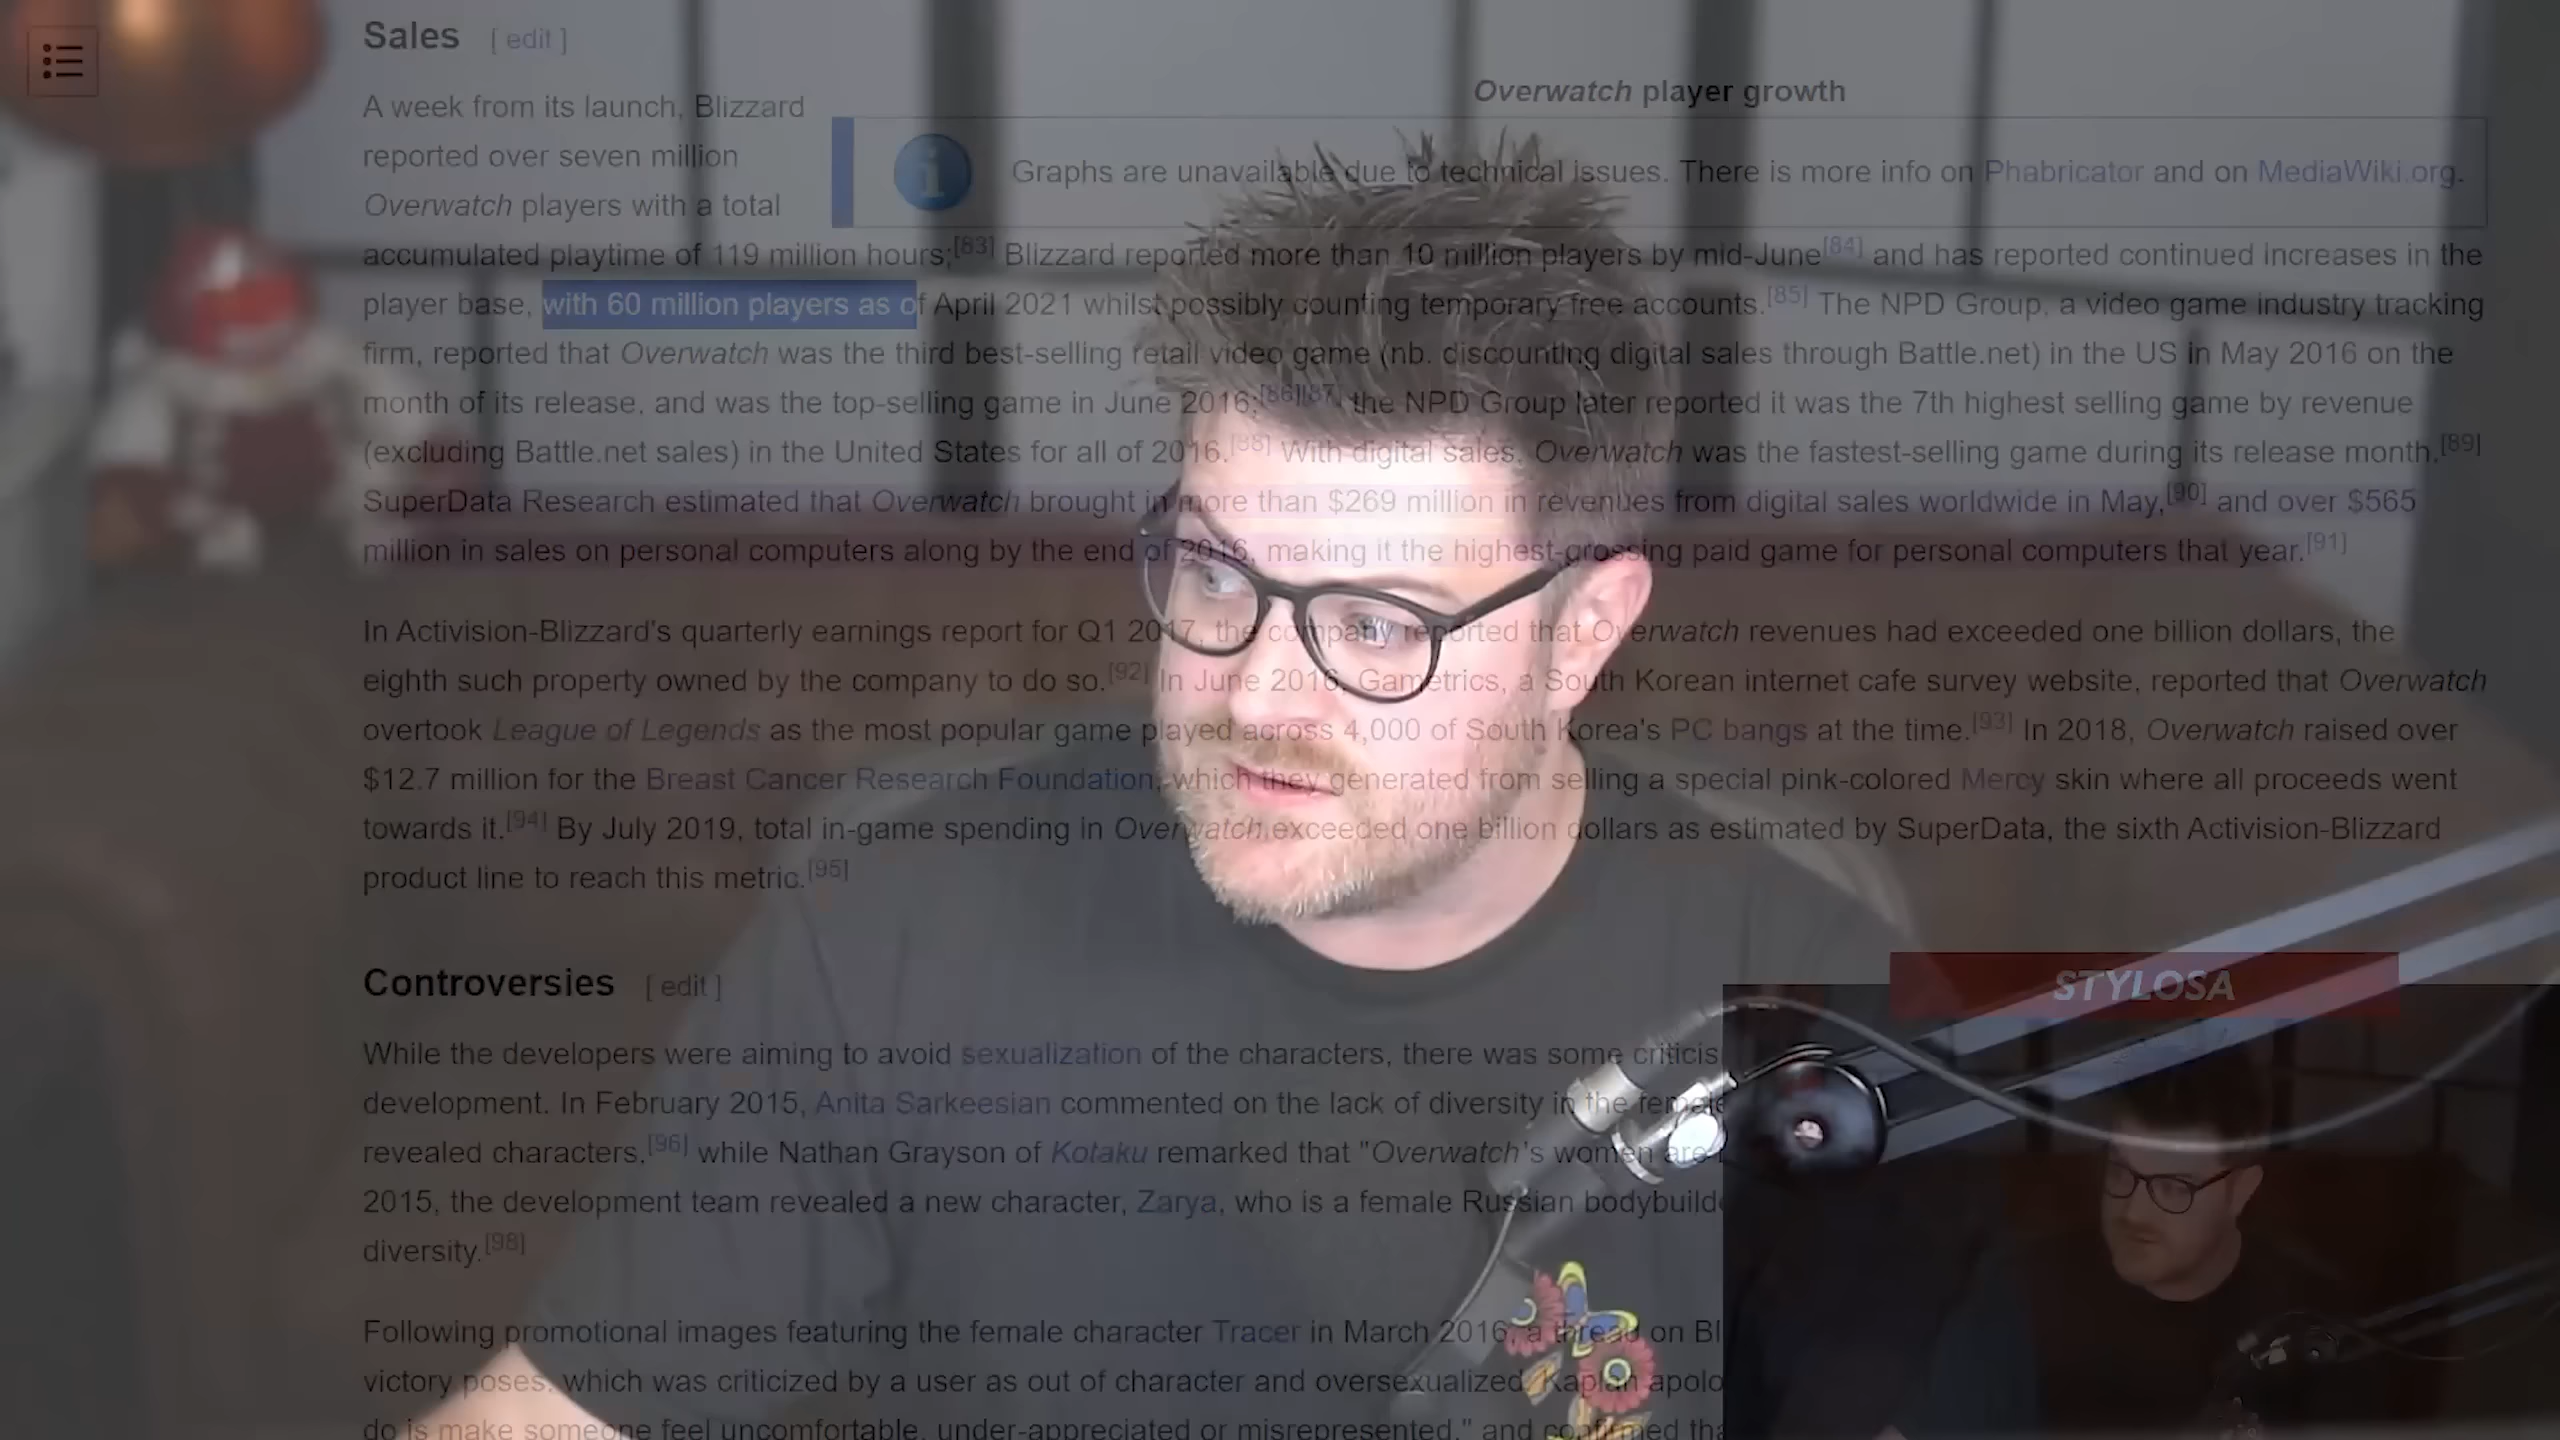 Sales [ edit ]
Overwatch player growth
A week from its launch, Blizzard
reported over seven million
Overwatch players with a total
Graphs are unavailable due to technical issues. There is more info on Phabricator and on MediaWiki.org.
accumulated playtime of 119 million hours;[83] Blizzard reported more than 10 million players by mid-June[84] and has reported continued increases in the
player base, with 60 million players as of April 2021 whilst possibly counting temporary free accounts.[85] The NPD Group, a video game industry tracking
firm, reported that Overwatch was the third best-selling retail video game (nb. discounting digital sales through Battle.net) in the US in May 2016 on the
month of its release, and was the top-selling game in June 2016;[86][87] the NPD Group later reported it was the 7th highest selling game by revenue
(excluding Battle.net sales) in the United States for all of 2016.[88] With digital sales, Overwatch was the fastest-selling game during its release month.[89]
SuperData Research estimated that Overwatch brought in more than $269 million in revenues from digital sales worldwide in May,[90] and over $565
million in sales on personal computers along by the end of 2016, making it the highest-grossing paid game for personal computers that year.[91]
In Activision-Blizzard's quarterly earnings report for Q1 2017, the company reported that Overwatch revenues had exceeded one billion dollars, the
eighth such property owned by the company to do so.[92] In June 2016, Gametrics, a South Korean internet cafe survey website, reported that Overwatch
overtook League of Legends as the most popular game played across 4,000 of South Korea's PC bangs at the time.[93] In 2018, Overwatch raised over
$12.7 million for the Breast Cancer Research Foundation, which they generated from selling a special pink-colored Mercy skin where all proceeds went
towards it.[94] By July 2019, total in-game spending in Overwatch exceeded one billion dollars as estimated by SuperData, the sixth Activision-Blizzard
product line to reach this metric.[95]
Controversies [ edit ]
STYLOSA
While the developers were aiming to avoid sexualization of the characters, there was some criticis
development. In February 2015, Anita Sarkeesian commented on the lack of diversity in the female
revealed characters,[96] while Nathan Grayson of Kotaku remarked that "Overwatch's women are
2015, the development team revealed a new character, Zarya, who is a female Russian bodybuilde
diversity.[98]
Following promotional images featuring the female character Tracer in March 2016, a thread on Bl
victory poses, which was criticized by a user as out of character and oversexualized, Kaplan apolo
do is make someone feel uncomfortable, under-appreciated or misrepresented," and confirmed tha